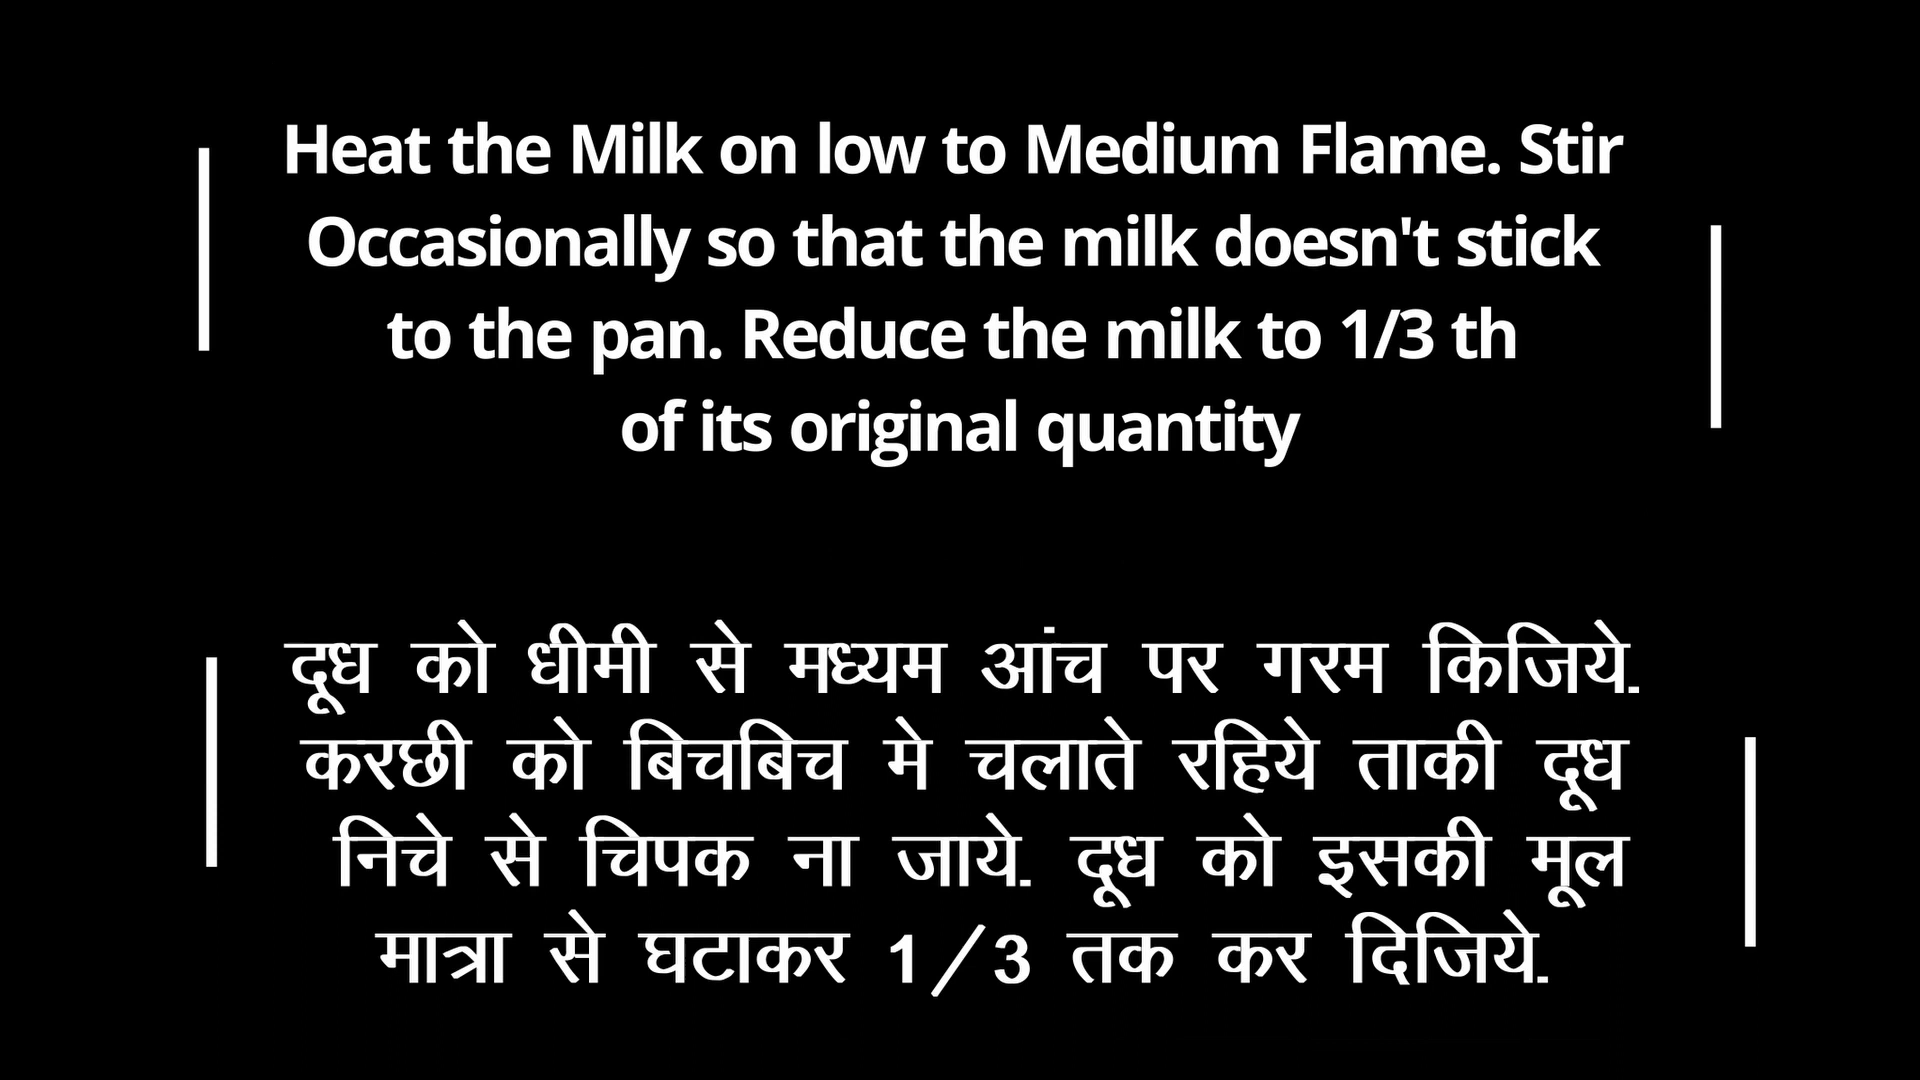 Heat the Milk on low to Medium Flame. Stir
Occasionally so that the milk doesn't stick
to the pan. Reduce the milk to 1/3 th
of its original quantity
दूध को धीमी से मध्यम आंच पर गरम किजिये.
करछी को बिचबिच मे चलाते रहिये ताकी दूध
निचे से चिपक ना जाये. दूध को इसकी मूल
मात्रा से घटाकर 1/3 तक कर दिजिये.